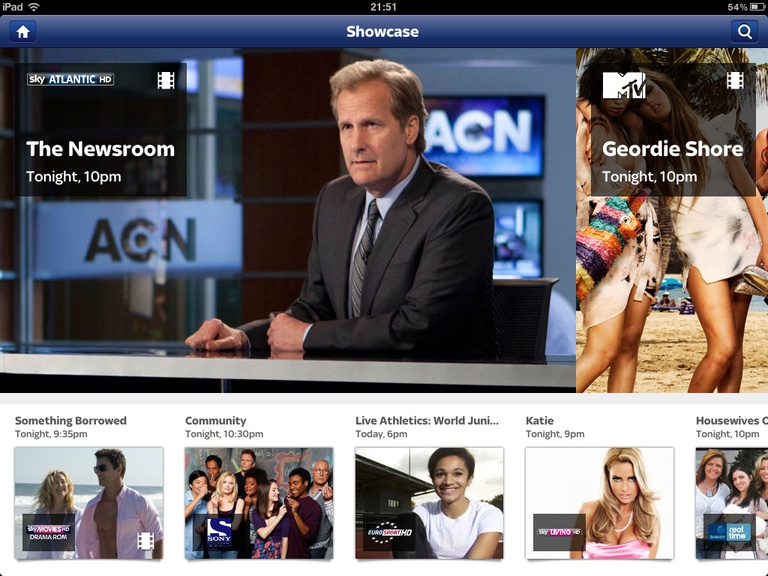 iPad
21:51
54%
Showcase
sky ATLANTIC HD
The Newsroom
Tonight, 10pm
ACN
ACN
MTV
Geordie Shore
Tonight, 10pm
Something Borrowed
Tonight, 9:35pm
sky MOVIES HD
DRAMA ROM
Community
Tonight, 10:30pm
SONY
Live Athletics: World Juni...
Today, 6pm
EUROSPORT HD
Katie
Tonight, 9pm
sky LIVING HD
Housewives O
Tonight, 10pm
real
time